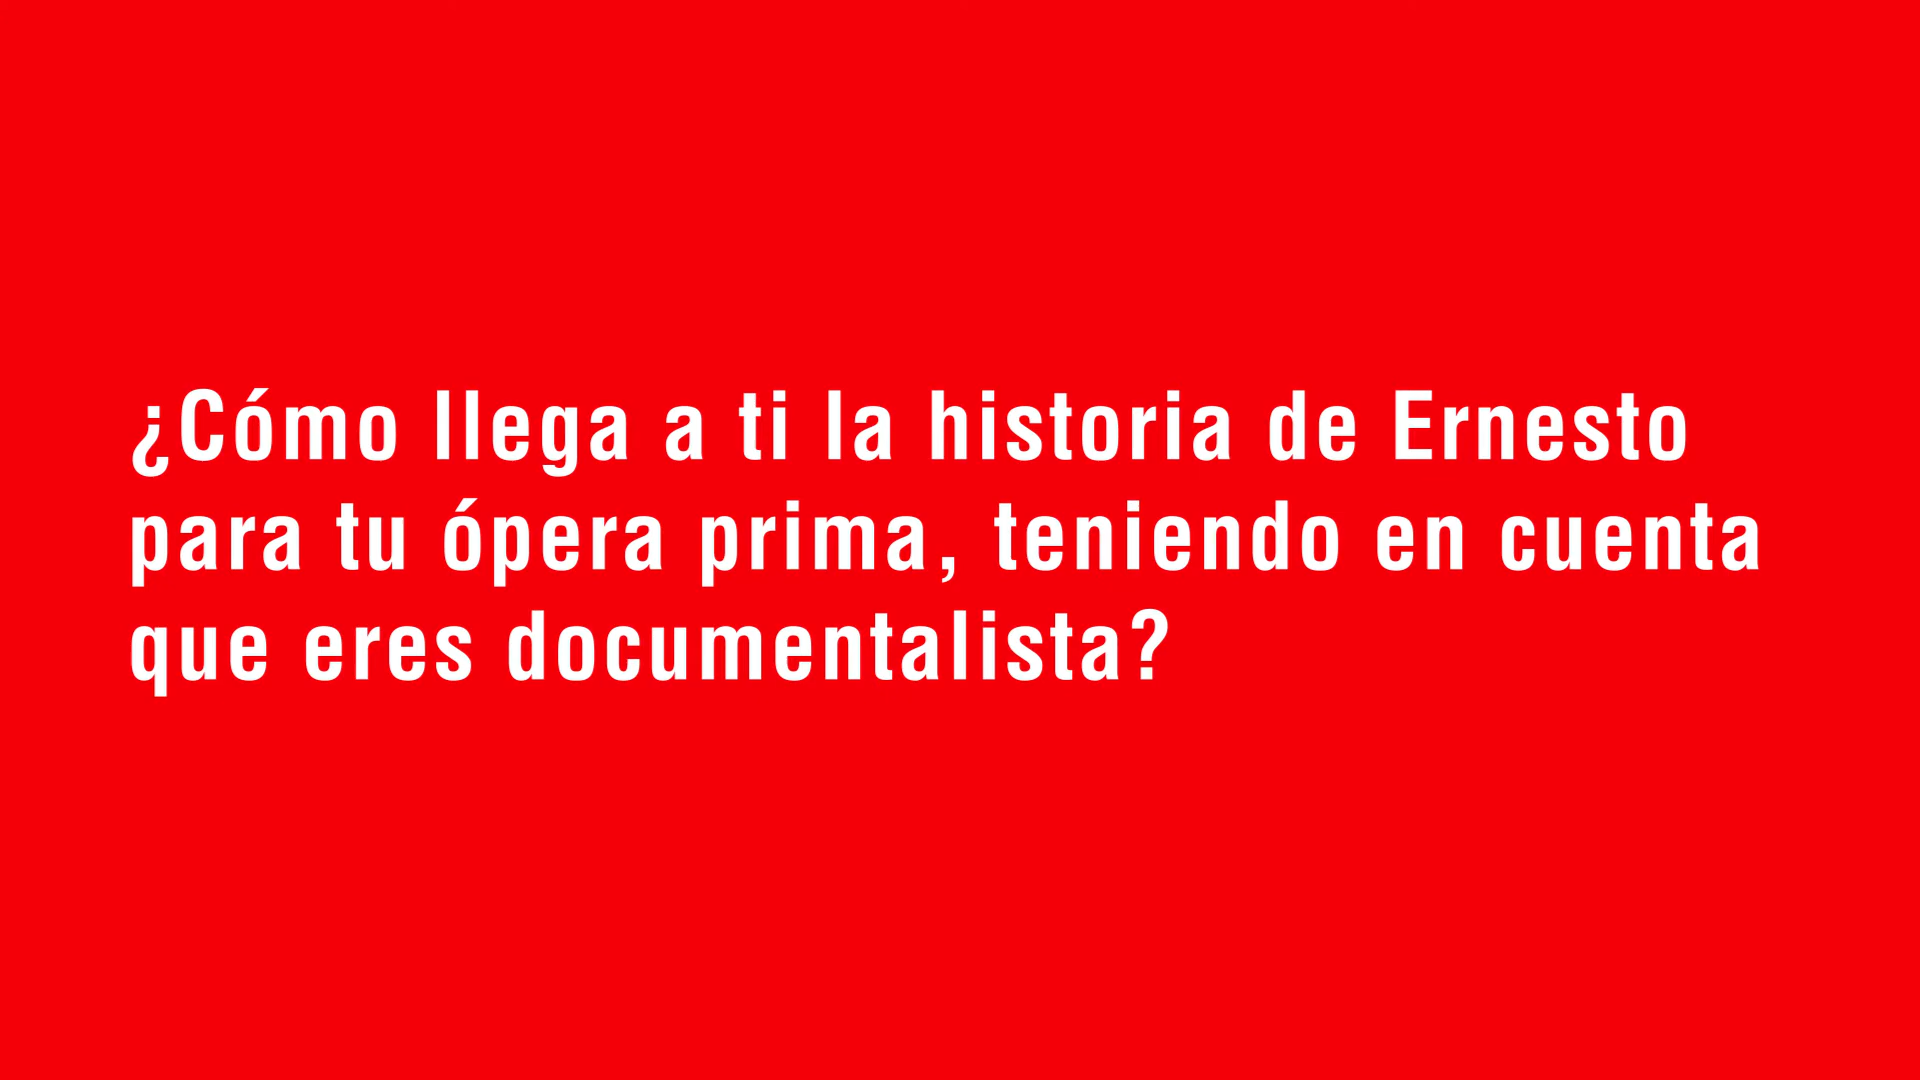 ¿Cómo llega a ti la historia de Ernesto
para tu ópera prima, teniendo en cuenta
que eres documentalista?